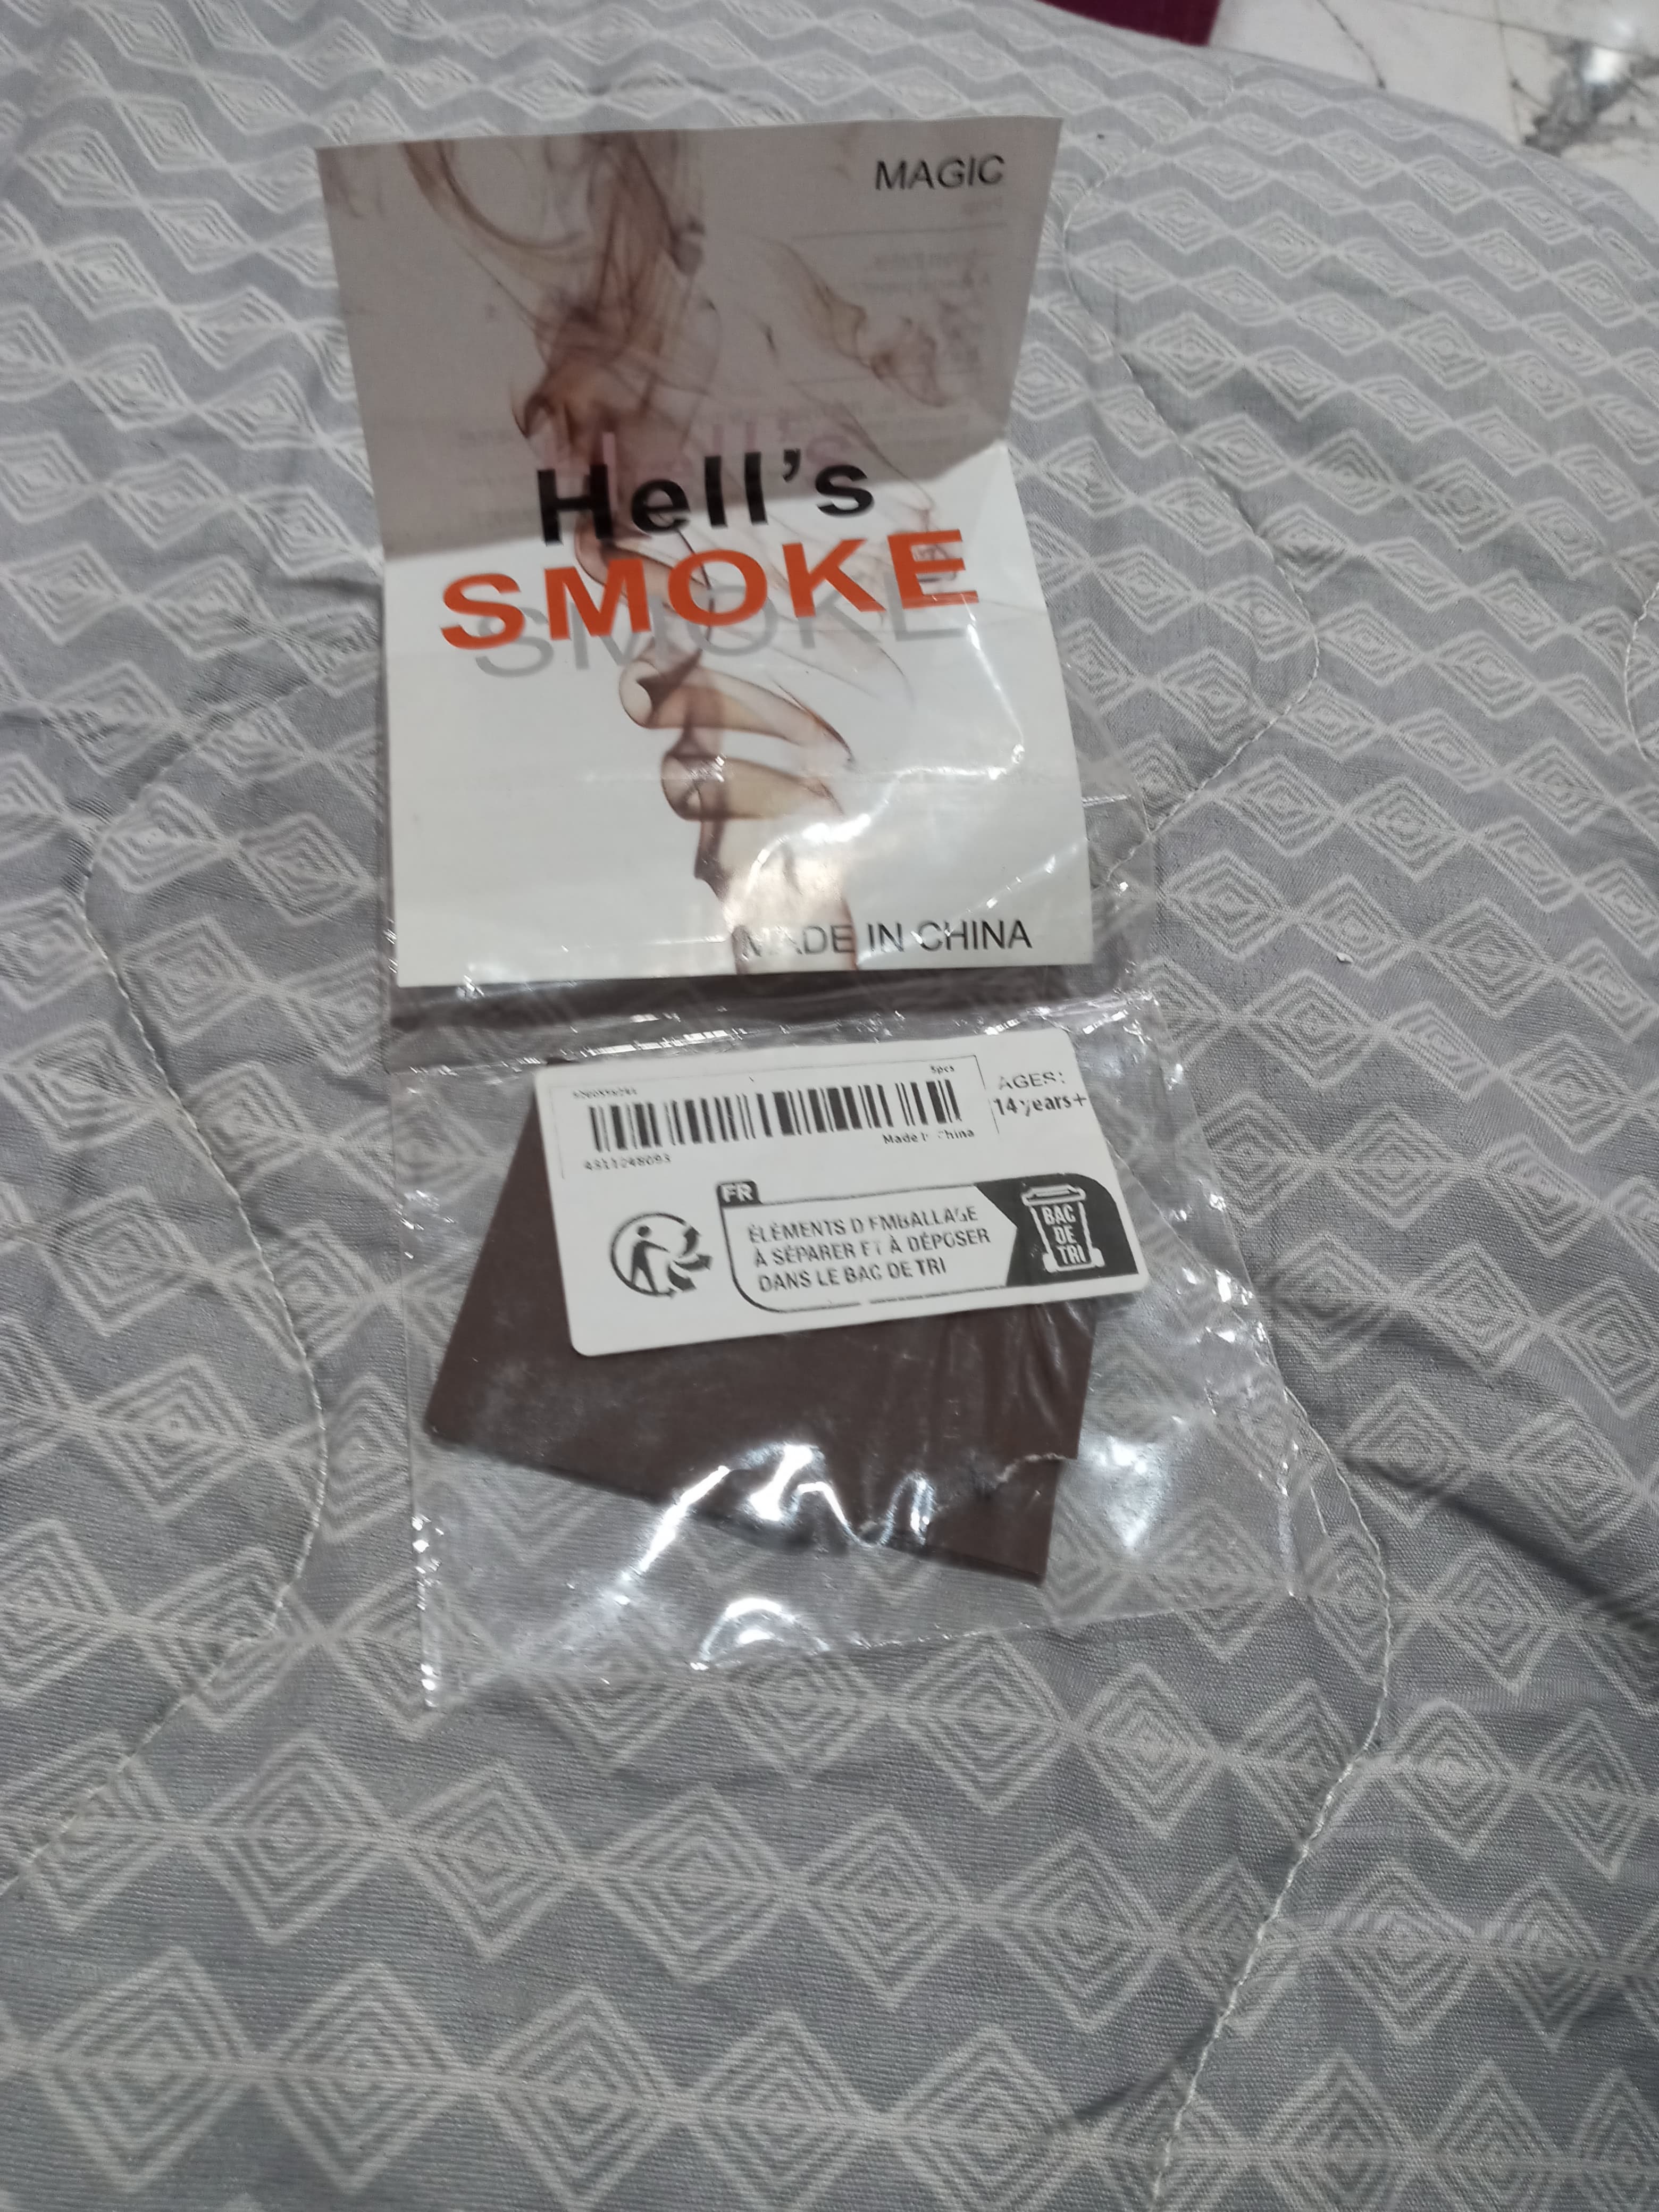 MAGIC
Hell's
SMOKE
MADE IN CHINA
5pcs
AGES:
14 years+
Made in China
FR
ÉLÉMENTS D'EMBALLAGE
À SÉPARER ET À DÉPOSER
DANS LE BAC DE TRI
BAC
DE
TRI